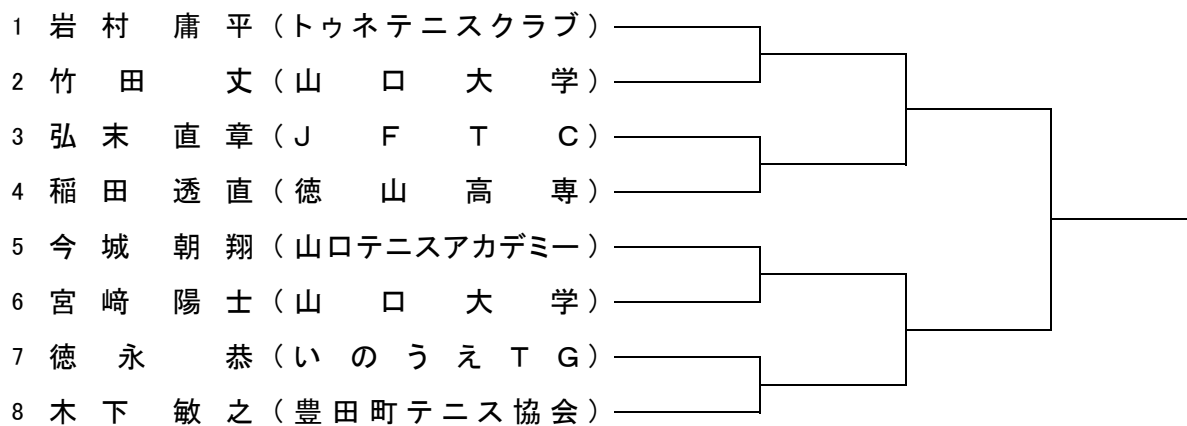 1 岩村 庸平（トゥネテニスクラブ）
2 竹田 丈（山口大学）
3 弘末 直章（ＪＦＴＣ）
4 稲田 透直（徳山高専）
5 今城 朝翔（山口テニスアカデミー）
6 宮﨑 陽士（山口大学）
7 徳永 恭（いのうえＴＧ）
8 木下 敏之（豊田町テニス協会）